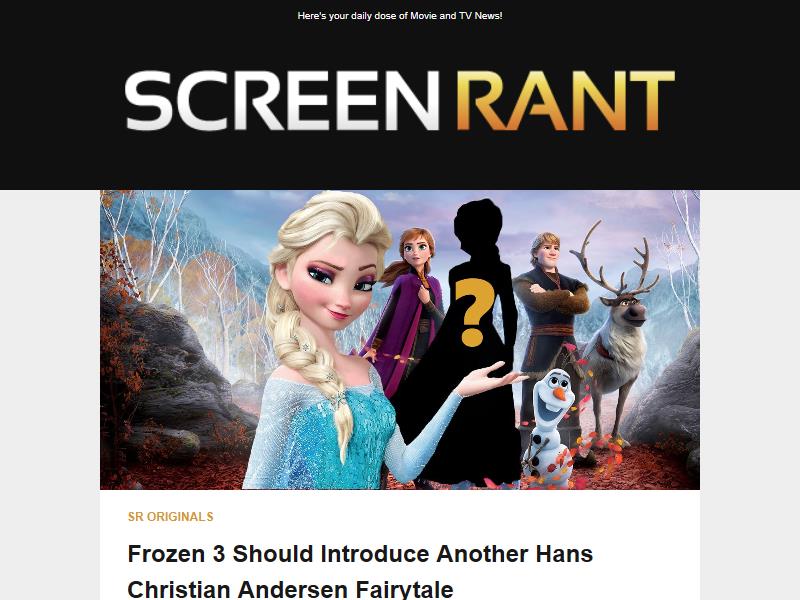 Here's your daily dose of Movie and TV News!
SCREEN RANT
?
SR ORIGINALS
Frozen 3 Should Introduce Another Hans
Christian Andersen Fairytale